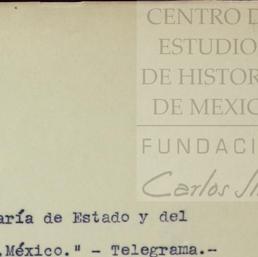 CENTRO D
ESTUDIO
DE HISTOR
DE MEXIC
FUNDACI
Carlos Sl
aría de Estado y del
.México." - Telegrama.-